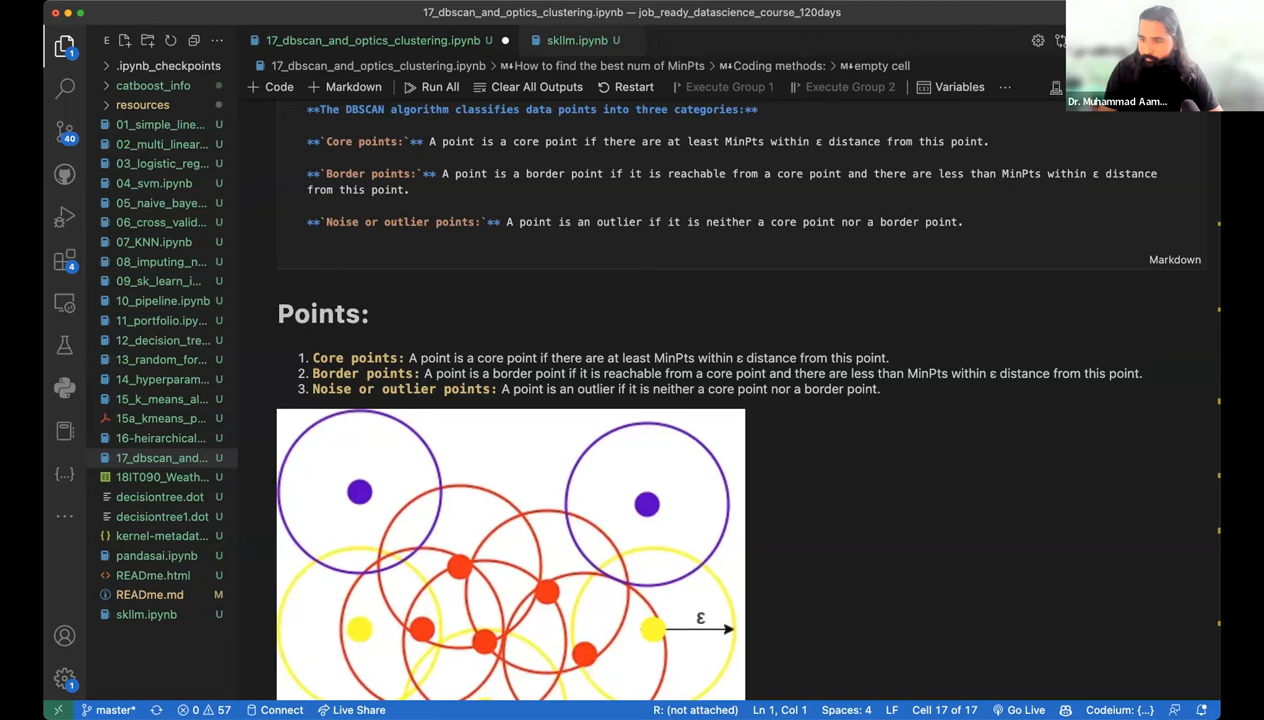 17_dbscan_and_optics_clustering.ipynb — job_ready_datascience_course_120days
E
17_dbscan_and_optics_clustering.ipynb U
skllm.ipynb U
17_dbscan_and_optics_clustering.ipynb > M↓How to find the best num of MinPts > M↓Coding methods: > M↓empty cell
+ Code + Markdown Run All Clear All Outputs Restart Execute Group 1 Execute Group 2 Variables ...
Dr. Muhammad Aam...
1
40
4
1
> .ipynb_checkpoints
> catboost_info
> resources
01_simple_line... U
02_multi_linear... U
03_logistic_reg... U
04_svm.ipynb U
05_naive_baye... U
06_cross_valid... U
07_KNN.ipynb U
08_imputing_n... U
09_sk_learn_i... U
10_pipeline.ipynb U
11_portfolio.ipy... U
12_decision_tre... U
13_random_for... U
14_hyperparam... U
15_k_means_al... U
15a_kmeans_p... U
16-heirarchical... U
17_dbscan_and... U
18IT090_Weath... U
decisiontree.dot U
decisiontree1.dot U
kernel-metadat... U
pandasai.ipynb U
READme.html U
READme.md M
skllm.ipynb U
**The DBSCAN algorithm classifies data points into three categories:**
**`Core points:`** A point is a core point if there are at least MinPts within ε distance from this point.
**`Border points:`** A point is a border point if it is reachable from a core point and there are less than MinPts within ε distance
from this point.
**`Noise or outlier points:`** A point is an outlier if it is neither a core point nor a border point.
Markdown
Points:
1. Core points: A point is a core point if there are at least MinPts within ε distance from this point.
2. Border points: A point is a border point if it is reachable from a core point and there are less than MinPts within ε distance from this point.
3. Noise or outlier points: A point is an outlier if it is neither a core point nor a border point.
ε
master* 0 57 Connect Live Share R: (not attached) Ln 1, Col 1 Spaces: 4 LF Cell 17 of 17 Go Live Codeium: {...}